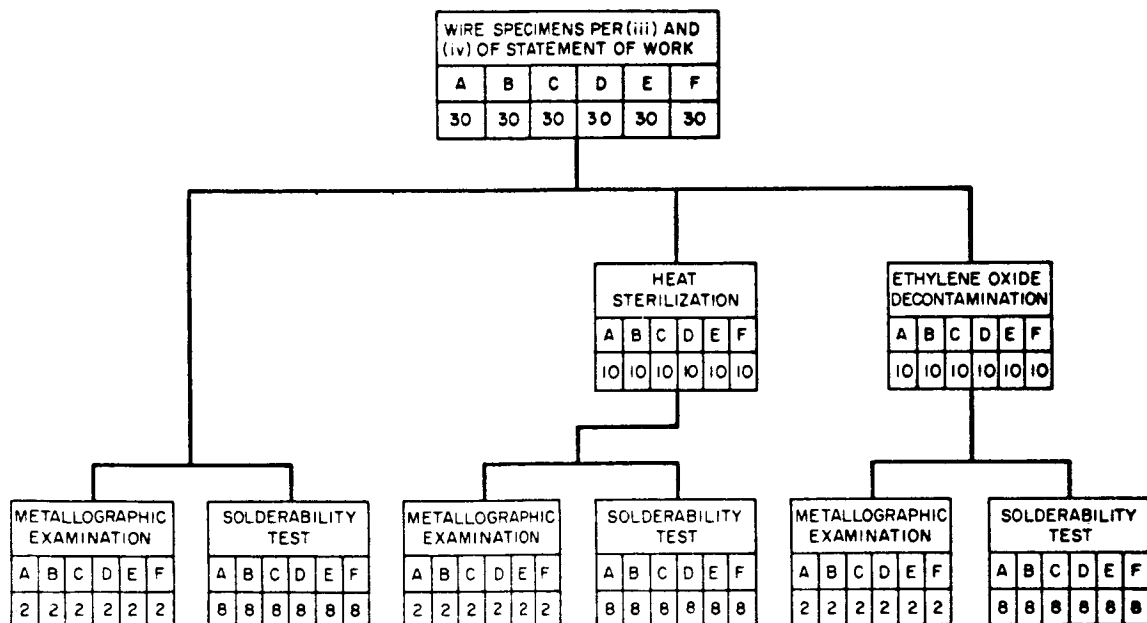 WIRE SPECIMENS PER (iii) AND
(iv) OF STATEMENT OF WORK
A B C D E F
30 30 30 30 30 30
HEAT
STERILIZATION
A B C D E F
10 10 10 10 10 10
ETHYLENE OXIDE
DECONTAMINATION
A B C D E F
10 10 10 10 10 10
METALLOGRAPHIC
EXAMINATION
A B C D E F
2 2 2 2 2 2
SOLDERABILITY
TEST
A B C D E F
8 8 8 8 8 8
METALLOGRAPHIC
EXAMINATION
A B C D E F
2 2 2 2 2 2
SOLDERABILITY
TEST
A B C D E F
8 8 8 8 8 8
METALLOGRAPHIC
EXAMINATION
A B C D E F
2 2 2 2 2 2
SOLDERABILITY
TEST
A B C D E F
8 8 8 8 8 8